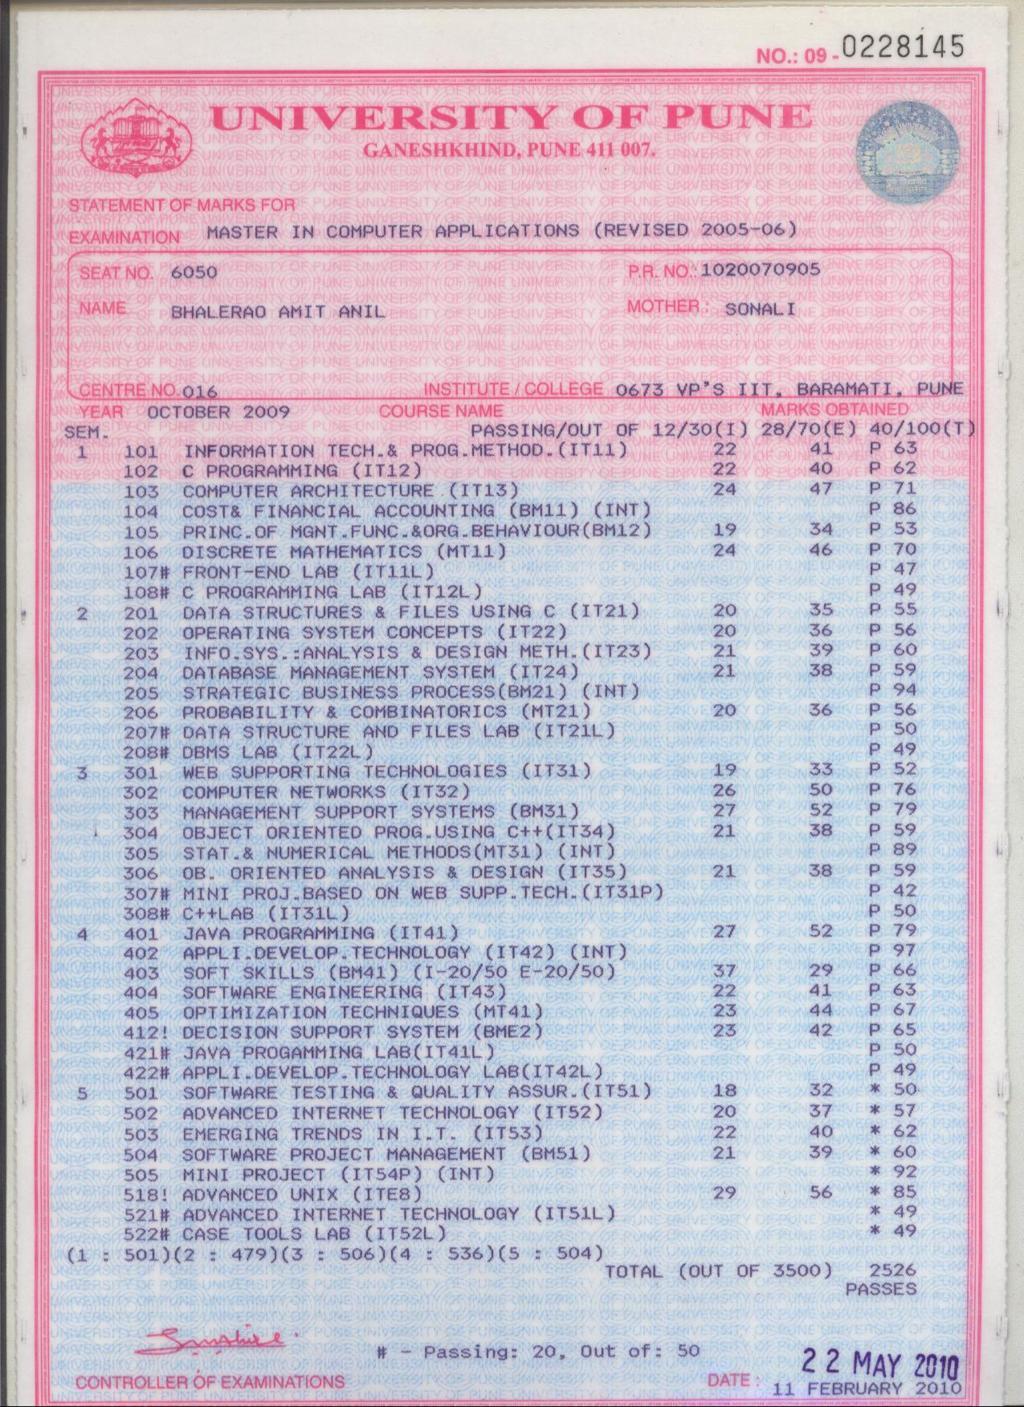 NO.: 09 - 0228145
UNIVERSITY OF PUNE
GANESHKHIND, PUNE 411 007.
STATEMENT OF MARKS FOR
EXAMINATION MASTER IN COMPUTER APPLICATIONS (REVISED 2005-06)
SEAT NO. 6050 P.R. NO.: 1020070905
NAME BHALERAO AMIT ANIL MOTHER : SONALI
CENTRE NO. 016 INSTITUTE / COLLEGE 0673 VP'S IIT, BARAMATI, PUNE
YEAR OCTOBER 2009 COURSE NAME MARKS OBTAINED
SEM. PASSING/OUT OF 12/30(I) 28/70(E) 40/100(T)
1 101 INFORMATION TECH.& PROG.METHOD.(IT11) 22 41 P 63
102 C PROGRAMMING (IT12) 22 40 P 62
103 COMPUTER ARCHITECTURE (IT13) 24 47 P 71
104 COST& FINANCIAL ACCOUNTING (BM11) (INT) P 86
105 PRINC.OF MGNT.FUNC.&ORG.BEHAVIOUR(BM12) 19 34 P 53
106 DISCRETE MATHEMATICS (MT11) 24 46 P 70
107# FRONT-END LAB (IT11L) P 47
108# C PROGRAMMING LAB (IT12L) P 49
2 201 DATA STRUCTURES & FILES USING C (IT21) 20 35 P 55
202 OPERATING SYSTEM CONCEPTS (IT22) 20 36 P 56
203 INFO.SYS.:ANALYSIS & DESIGN METH.(IT23) 21 39 P 60
204 DATABASE MANAGEMENT SYSTEM (IT24) 21 38 P 59
205 STRATEGIC BUSINESS PROCESS(BM21) (INT) P 94
206 PROBABILITY & COMBINATORICS (MT21) 20 36 P 56
207# DATA STRUCTURE AND FILES LAB (IT21L) P 50
208# DBMS LAB (IT22L) P 49
3 301 WEB SUPPORTING TECHNOLOGIES (IT31) 19 33 P 52
302 COMPUTER NETWORKS (IT32) 26 50 P 76
303 MANAGEMENT SUPPORT SYSTEMS (BM31) 27 52 P 79
304 OBJECT ORIENTED PROG.USING C++(IT34) 21 38 P 59
305 STAT.& NUMERICAL METHODS(MT31) (INT) P 89
306 OB. ORIENTED ANALYSIS & DESIGN (IT35) 21 38 P 59
307# MINI PROJ.BASED ON WEB SUPP.TECH.(IT31P) P 42
308# C++LAB (IT31L) P 50
4 401 JAVA PROGRAMMING (IT41) 27 52 P 79
402 APPLI.DEVELOP.TECHNOLOGY (IT42) (INT) P 97
403 SOFT SKILLS (BM41) (I-20/50 E-20/50) 37 29 P 66
404 SOFTWARE ENGINEERING (IT43) 22 41 P 63
405 OPTIMIZATION TECHNIQUES (MT41) 23 44 P 67
412! DECISION SUPPORT SYSTEM (BME2) 23 42 P 65
421# JAVA PROGAMMING LAB(IT41L) P 50
422# APPLI.DEVELOP.TECHNOLOGY LAB(IT42L) P 49
5 501 SOFTWARE TESTING & QUALITY ASSUR.(IT51) 18 32 * 50
502 ADVANCED INTERNET TECHNOLOGY (IT52) 20 37 * 57
503 EMERGING TRENDS IN I.T. (IT53) 22 40 * 62
504 SOFTWARE PROJECT MANAGEMENT (BM51) 21 39 * 60
505 MINI PROJECT (IT54P) (INT) * 92
518! ADVANCED UNIX (ITE8) 29 56 * 85
521# ADVANCED INTERNET TECHNOLOGY (IT51L) * 49
522# CASE TOOLS LAB (IT52L) * 49
(1 : 501)(2 : 479)(3 : 506)(4 : 536)(5 : 504)
TOTAL (OUT OF 3500) 2526
PASSES
# - Passing: 20, Out of: 50
22 MAY 2010
CONTROLLER OF EXAMINATIONS DATE : 11 FEBRUARY 2010